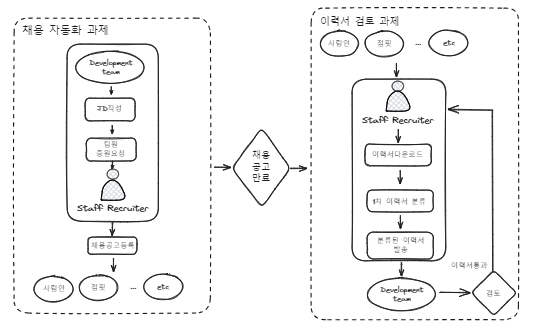 채용 자동화 과제
Development
team
JD작성
팀원
충원요청
Staff Recruiter
채용공고등록
사람인
점핏
...
etc
채용
공고
만료
이력서 검토 과제
사람인
점핏
...
etc
Staff Recruiter
이력서다운로드
1차 이력서 분류
분류된 이력서
발송
Development
team
이력서통과
검토